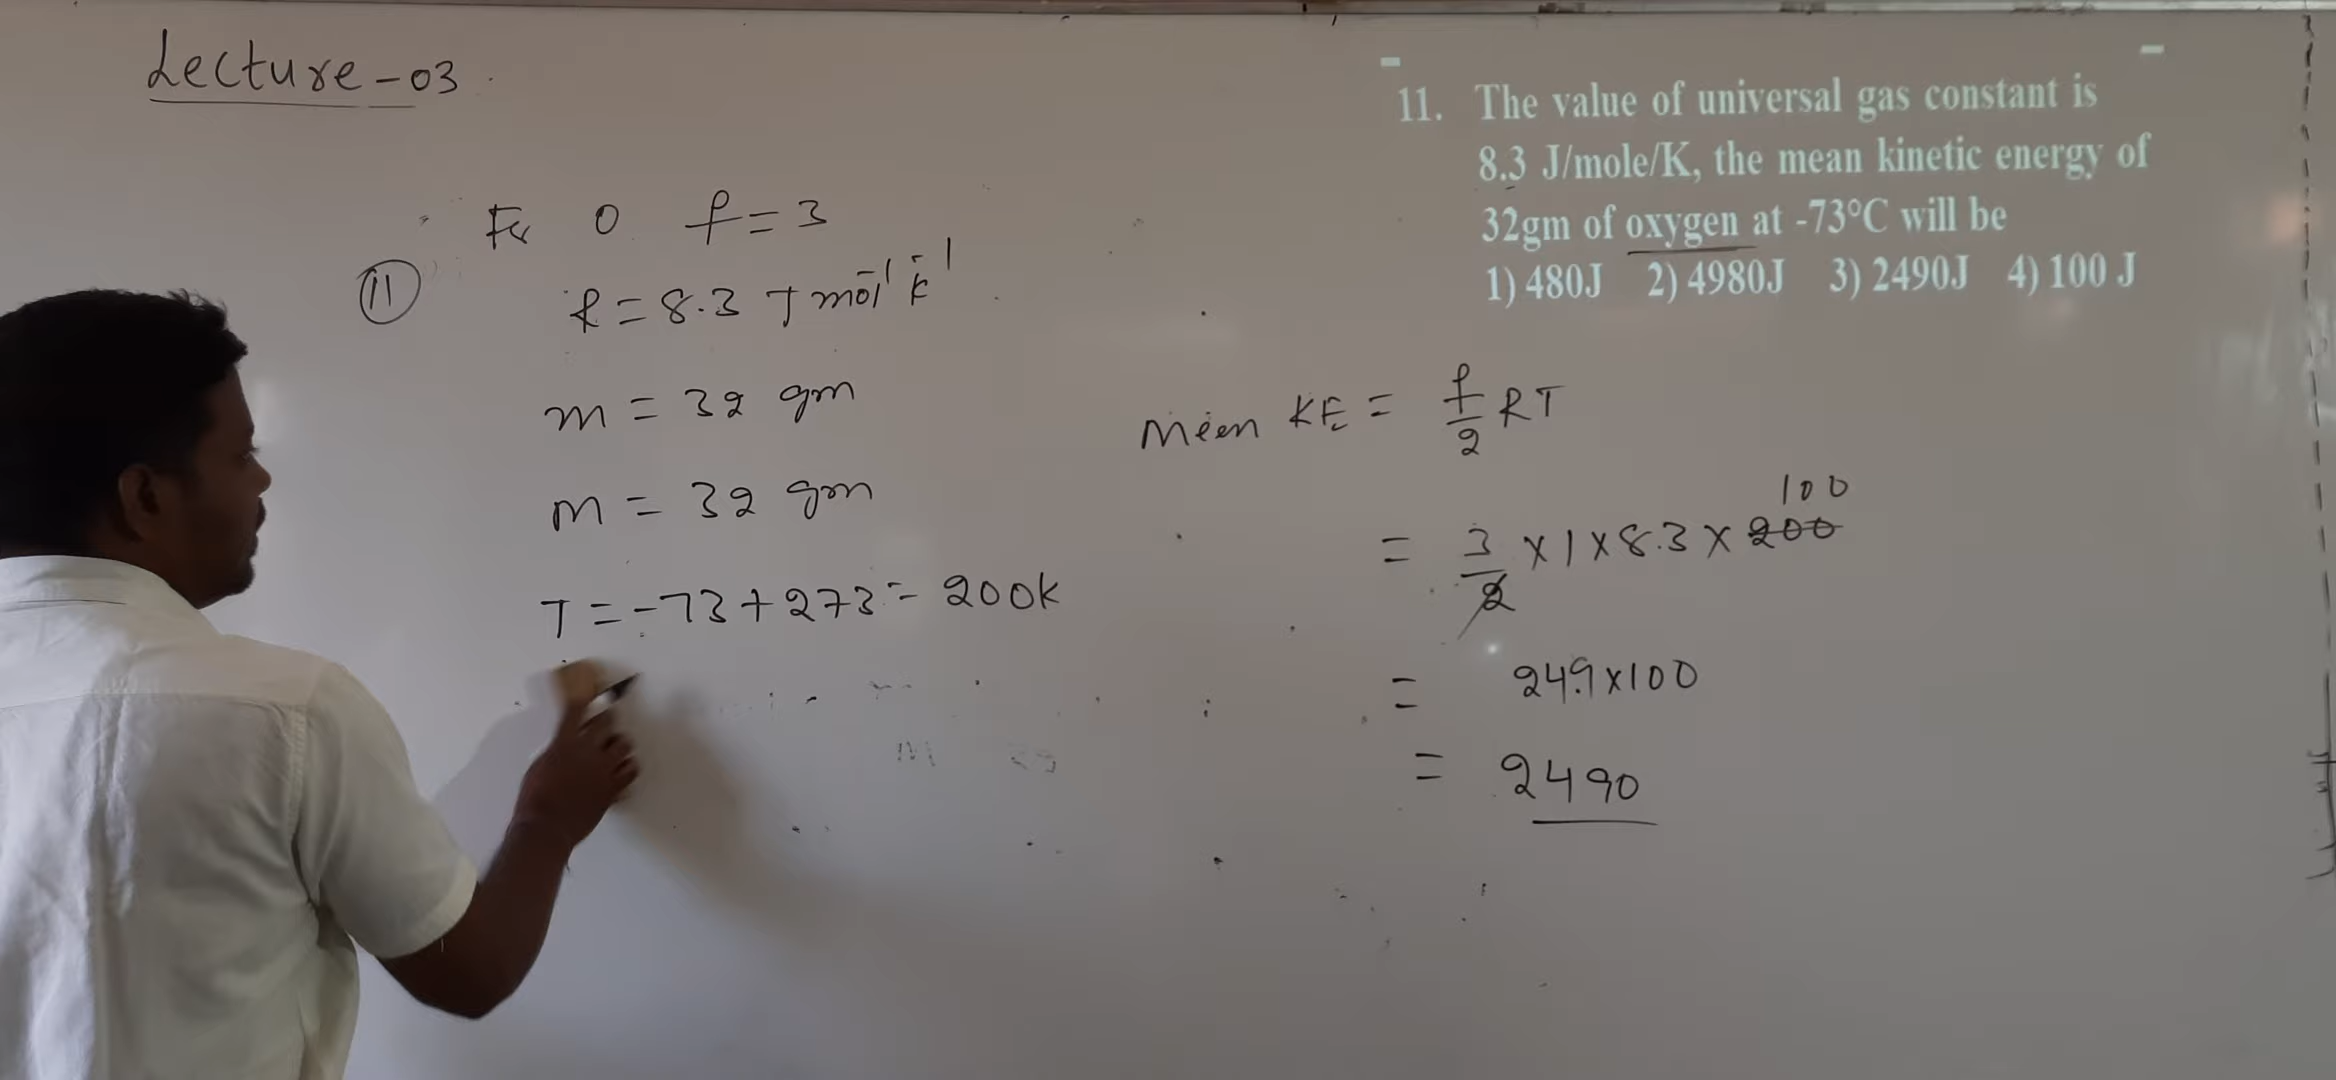 Lecture-03
For O f=3
(11) R=8.3 J mol⁻¹ K⁻¹
m = 32 gm
m = 32 gm
T = -73+273 = 200K
11. The value of universal gas constant is
8.3 J/mole/K, the mean kinetic energy of
32gm of oxygen at -73°C will be
1) 480J 2) 4980J 3) 2490J 4) 100 J
Mean KE = f/2 RT
100
= 3/2 × 1 × 8.3 × 200
= 24.9×100
= 2490